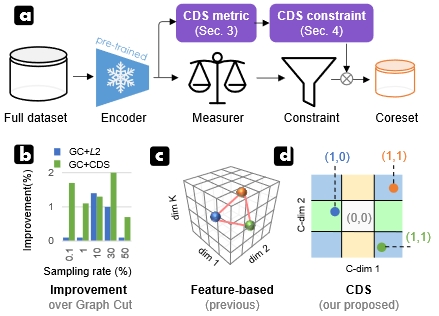 a
CDS metric
(Sec. 3)
CDS constraint
(Sec. 4)
pre-trained
Full dataset
Encoder
Measurer
Constraint
Coreset
b
GC+L2
GC+CDS
Improvement(%)
2
1
0
0.1
1
10
30
50
Sampling rate (%)
Improvement
over Graph Cut
c
dim K
dim 1
dim 2
Feature-based
(previous)
d
(1,0)
(1,1)
(0,0)
(1,1)
C-dim 2
C-dim 1
CDS
(our proposed)